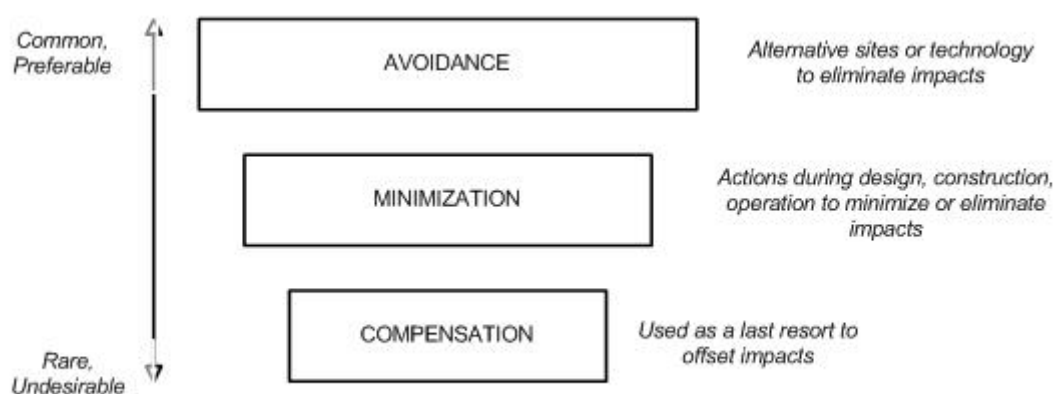 Common,
Preferable
AVOIDANCE
Alternative sites or technology
to eliminate impacts
MINIMIZATION
Actions during design, construction,
operation to minimize or eliminate
impacts
COMPENSATION
Used as a last resort to
offset impacts
Rare,
Undesirable